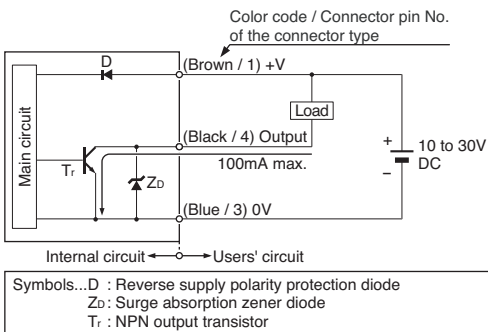 Color code / Connector pin No.
of the connector type
D
(Brown / 1) +V
Load
Main circuit
(Black / 4) Output
+
10 to 30V
DC
−
Tr
100mA max.
ZD
(Blue / 3) 0V
Internal circuit
Users' circuit
Symbols...D : Reverse supply polarity protection diode
ZD : Surge absorption zener diode
Tr : NPN output transistor